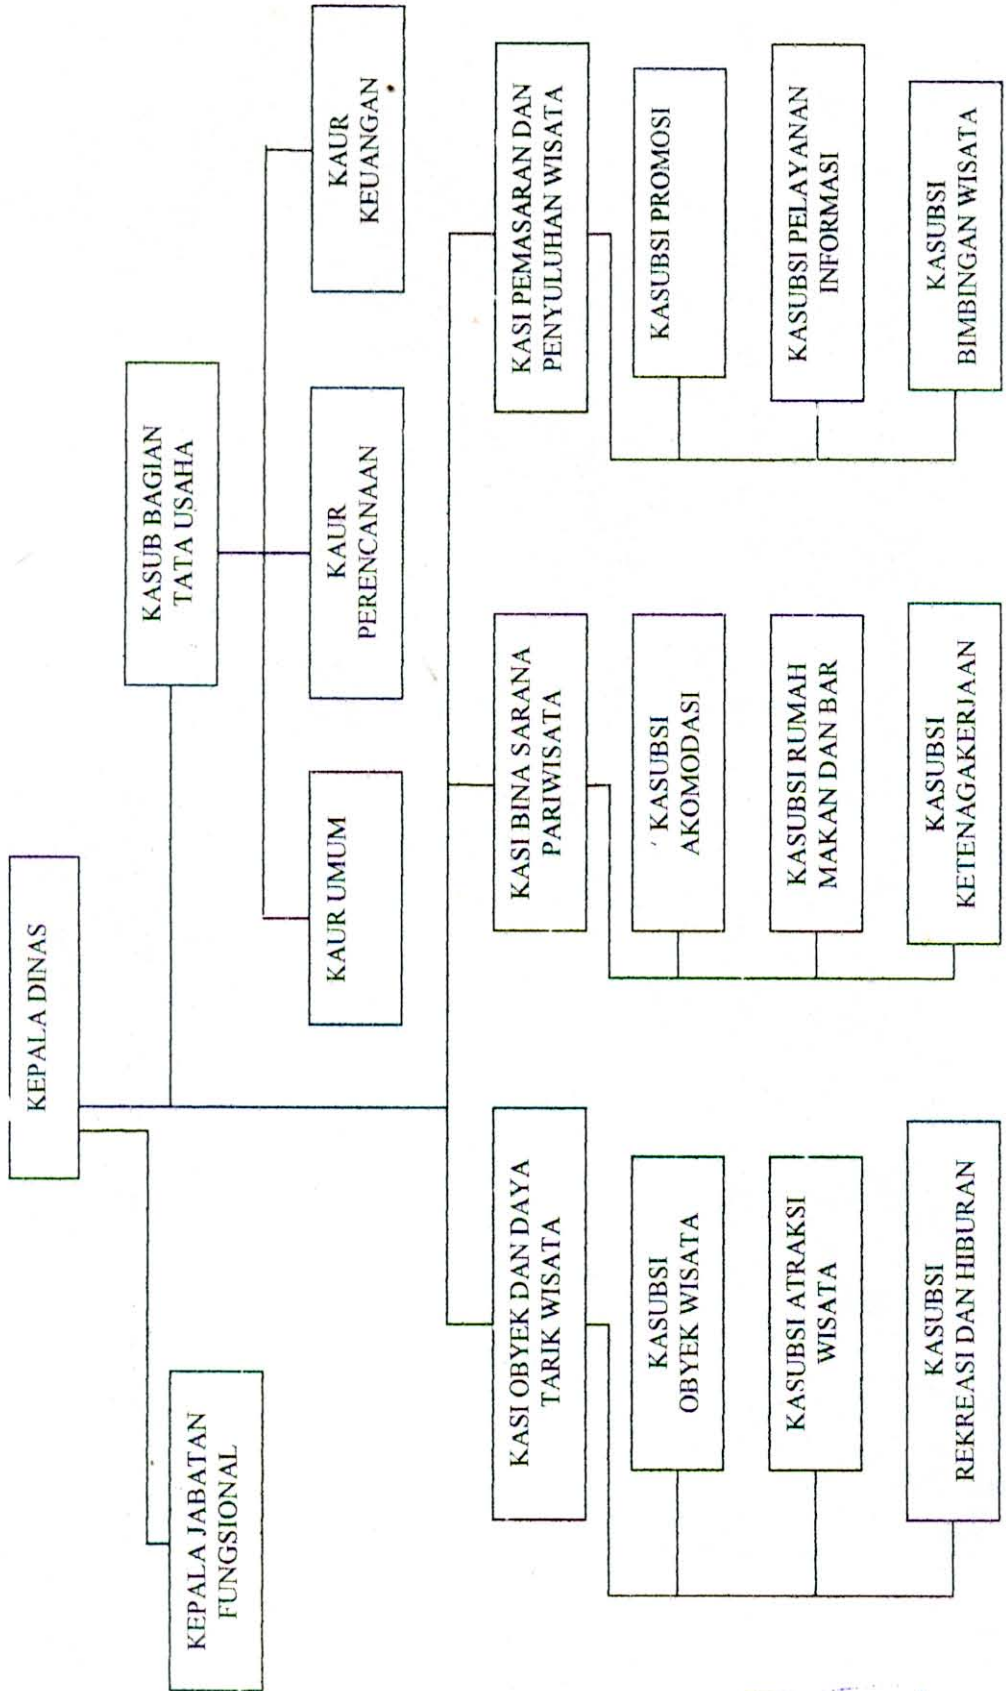 KEPALA DINAS
KEPALA JABATAN
FUNGSIONAL
KASUB BAGIAN
TATA USAHA
KAUR UMUM
KAUR
PERENCANAAN
KAUR
KEUANGAN
KASI OBYEK DAN DAYA
TARIK WISATA
KASUBSI
OBYEK WISATA
KASUBSI ATRAKSI
WISATA
KASUBSI
REKREASI DAN HIBURAN
KASI BINA SARANA
PARIWISATA
KASUBSI
AKOMODASI
KASUBSI RUMAH
MAKAN DAN BAR
KASUBSI
KETENAGAKERJAAN
KASI PEMASARAN DAN
PENYULUHAN WISATA
KASUBSI PROMOSI
KASUBSI PELAYANAN
INFORMASI
KASUBSI
BIMBINGAN WISATA